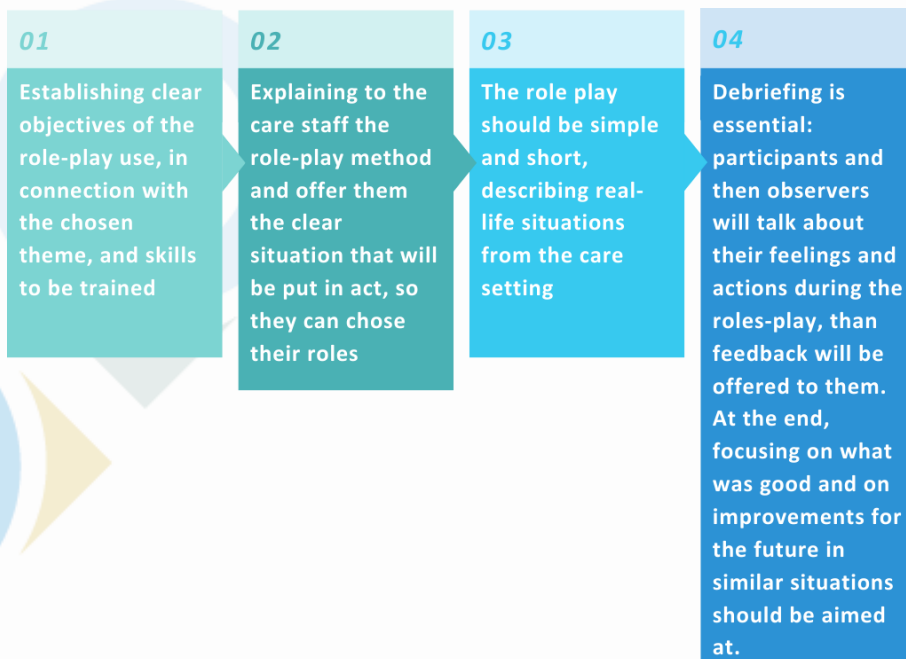 01
Establishing clear
objectives of the
role-play use, in
connection with
the chosen
theme, and skills
to be trained
02
Explaining to the
care staff the
role-play method
and offer them
the clear
situation that will
be put in act, so
they can chose
their roles
03
The role play
should be simple
and short,
describing real-
life situations
from the care
setting
04
Debriefing is
essential:
participants and
then observers
will talk about
their feelings and
actions during the
roles-play, than
feedback will be
offered to them.
At the end,
focusing on what
was good and on
improvements for
the future in
similar situations
should be aimed
at.